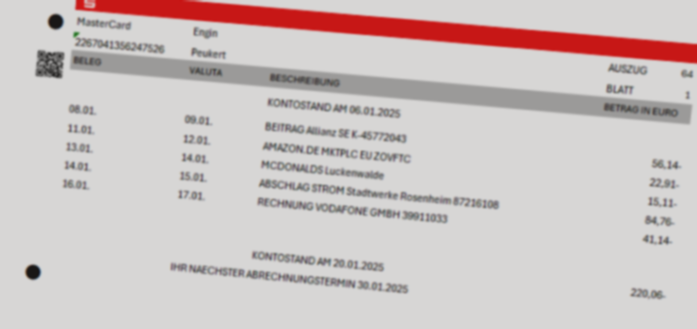 MasterCard Engin AUSZUG 64
2267041356247526 Peukert BLATT 1
BELEG VALUTA BESCHREIBUNG BETRAG IN EURO
KONTOSTAND AM 06.01.2025
08.01. 09.01. BEITRAG Allianz SE K-45772043 56,14-
11.01. 12.01. AMAZON.DE MKTPLC EU ZOVFTC 22,91-
13.01. 14.01. MCDONALDS Luckenwalde 15,11-
14.01. 15.01. ABSCHLAG STROM Stadtwerke Rosenheim 87216108 84,76-
16.01. 17.01. RECHNUNG VODAFONE GMBH 39911033 41,14-
KONTOSTAND AM 20.01.2025 220,06-
IHR NAECHSTER ABRECHNUNGSTERMIN 30.01.2025